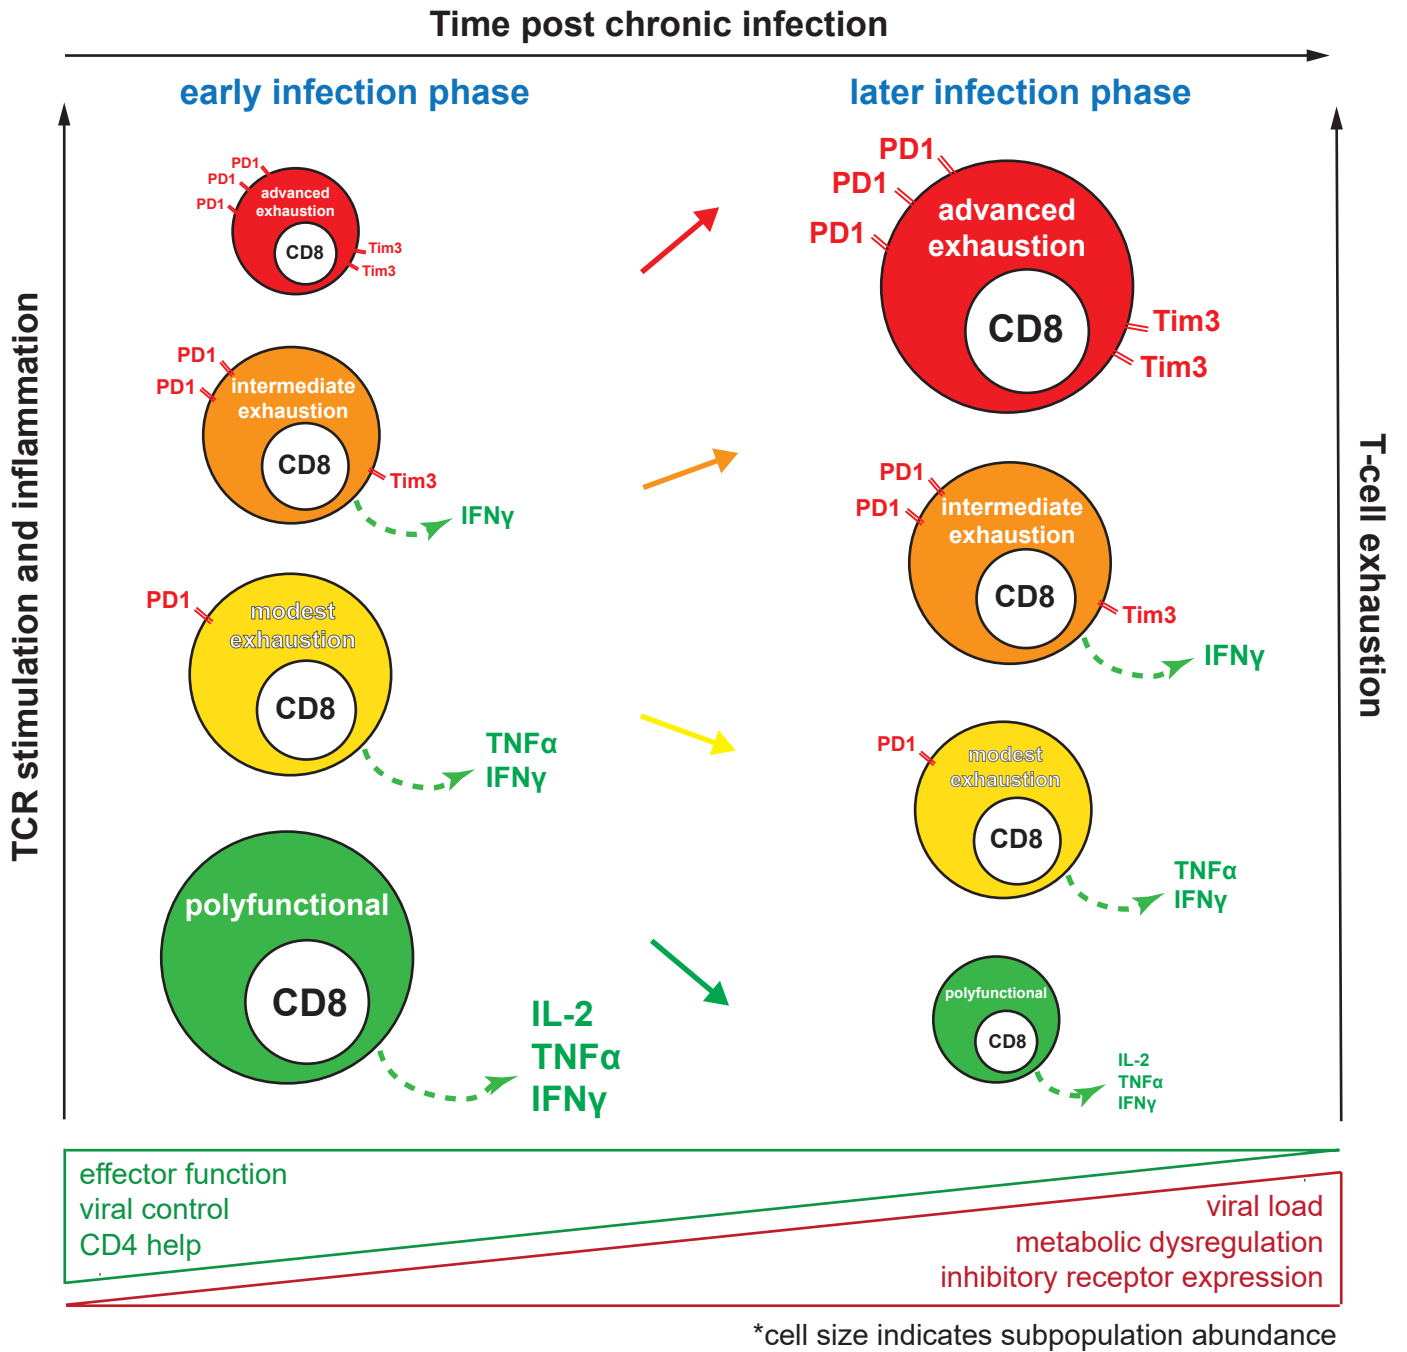 Time post chronic infection
early infection phase
later infection phase
TCR stimulation and inflammation
T-cell exhaustion
PD1
PD1
PD1
advanced
exhaustion
CD8
Tim3
Tim3
PD1
PD1
intermediate
exhaustion
CD8
Tim3
IFNγ
PD1
modest
exhaustion
CD8
TNFα
IFNγ
polyfunctional
CD8
IL-2
TNFα
IFNγ
PD1
PD1
PD1
advanced
exhaustion
CD8
Tim3
Tim3
PD1
PD1
intermediate
exhaustion
CD8
Tim3
IFNγ
PD1
modest
exhaustion
CD8
TNFα
IFNγ
polyfunctional
CD8
IL-2
TNFα
IFNγ
effector function
viral control
CD4 help
viral load
metabolic dysregulation
inhibitory receptor expression
*cell size indicates subpopulation abundance